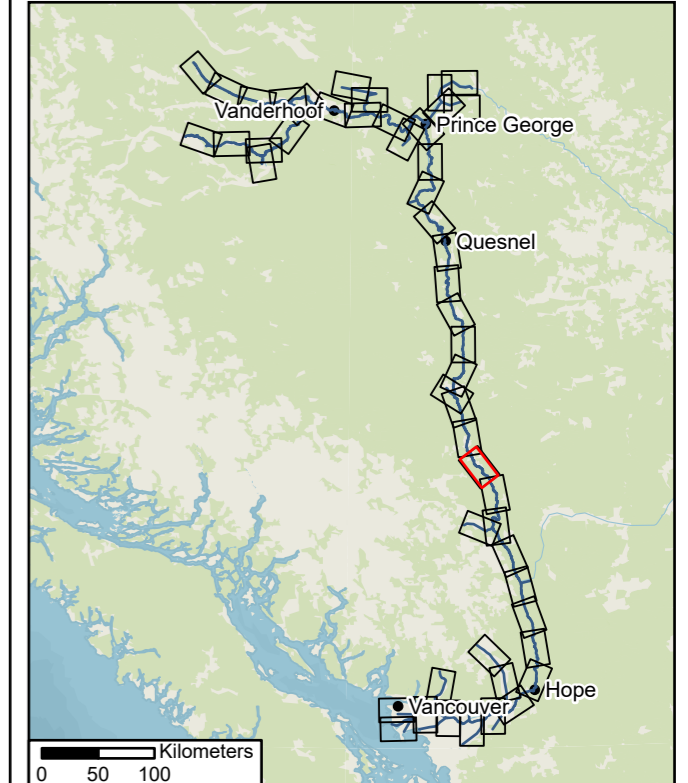 Vanderhoof
Prince George
Quesnel
Hope
Vancouver
Kilometers
0 50 100